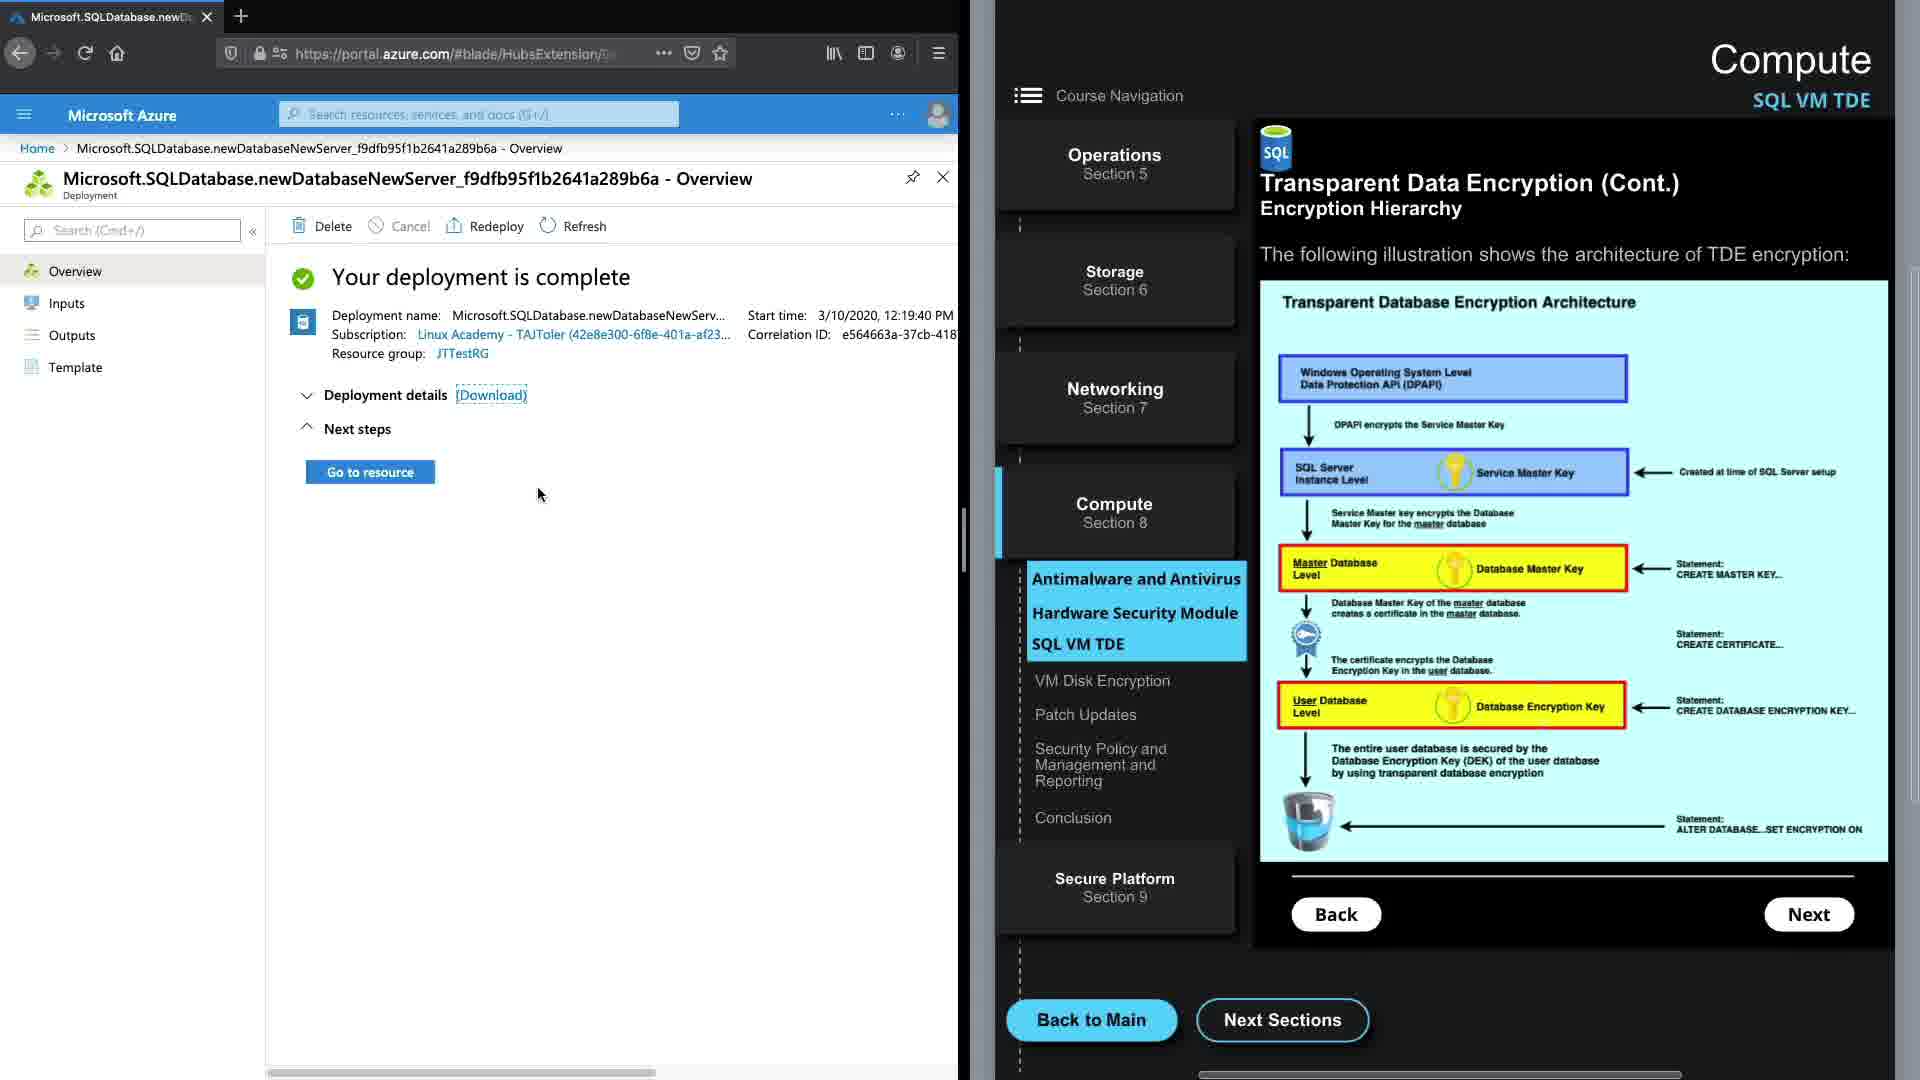 Microsoft.SQLDatabase.newD
https://portal.azure.com/#blade/HubsExtension/
Microsoft Azure
Search resources, services, and docs (G+/)
Home > Microsoft.SQLDatabase.newDatabaseNewServer_f9dfb95f1b2641a289b6a - Overview
Microsoft.SQLDatabase.newDatabaseNewServer_f9dfb95f1b2641a289b6a - Overview
Deployment
Search (Cmd+/)
«
Delete
Cancel
Redeploy
Refresh
Overview
Inputs
Outputs
Template
Your deployment is complete
Deployment name: Microsoft.SQLDatabase.newDatabaseNewServ...
Subscription: Linux Academy - TAJToler (42e8e300-6f8e-401a-af23...
Resource group: JTTestRG
Start time: 3/10/2020, 12:19:40 PM
Correlation ID: e564663a-37cb-418
Deployment details (Download)
Next steps
Go to resource
Compute
SQL VM TDE
Course Navigation
Operations
Section 5
Storage
Section 6
Networking
Section 7
Compute
Section 8
Antimalware and Antivirus
Hardware Security Module
SQL VM TDE
VM Disk Encryption
Patch Updates
Security Policy and
Management and
Reporting
Conclusion
Secure Platform
Section 9
Back to Main
Next Sections
SQL
Transparent Data Encryption (Cont.)
Encryption Hierarchy
The following illustration shows the architecture of TDE encryption:
Transparent Database Encryption Architecture
Windows Operating System Level
Data Protection API (DPAPI)
DPAPI encrypts the Service Master Key
SQL Server
Instance Level
Service Master Key
Created at time of SQL Server setup
Service Master key encrypts the Database
Master Key for the master database
Master Database
Level
Database Master Key
Statement:
CREATE MASTER KEY...
Database Master Key of the master database
creates a certificate in the master database.
Statement:
CREATE CERTIFICATE...
The certificate encrypts the Database
Encryption Key in the user database.
User Database
Level
Database Encryption Key
Statement:
CREATE DATABASE ENCRYPTION KEY...
The entire user database is secured by the
Database Encryption Key (DEK) of the user database
by using transparent database encryption
Statement:
ALTER DATABASE...SET ENCRYPTION ON
Back
Next